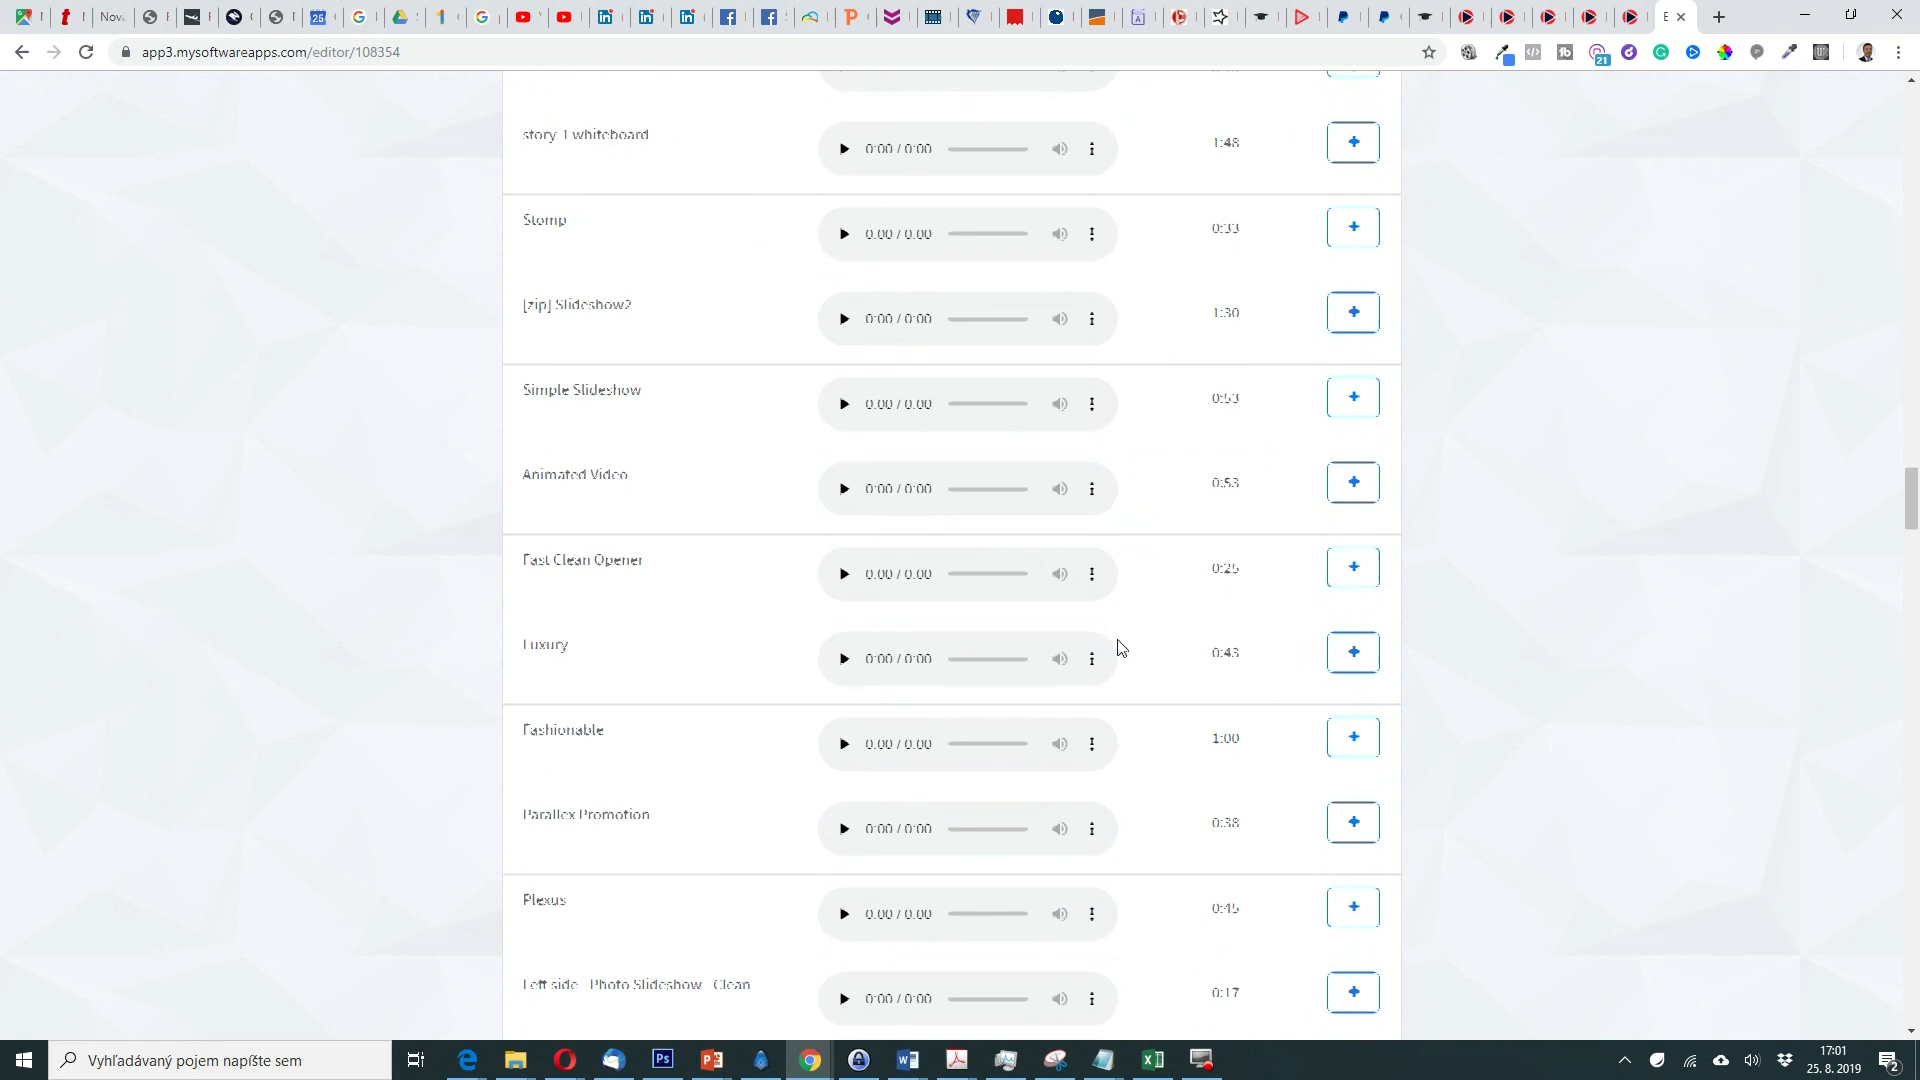 Nov
app3.mysoftwareapps.com/editor/108354
21
story 1 whiteboard 0:00 / 0:00 1:48
Stomp 0:00 / 0:00 0:33
[zip] Slideshow2 0:00 / 0:00 1:30
Simple Slideshow 0:00 / 0:00 0:53
Animated Video 0:00 / 0:00 0:53
Fast Clean Opener 0:00 / 0:00 0:25
Luxury 0:00 / 0:00 0:43
Fashionable 0:00 / 0:00 1:00
Parallex Promotion 0:00 / 0:00 0:38
Plexus 0:00 / 0:00 0:45
Left side Photo Slideshow Clean 0:00 / 0:00 0:17
Vyhľadávaný pojem napíšte sem
17:01
25. 8. 2019
2